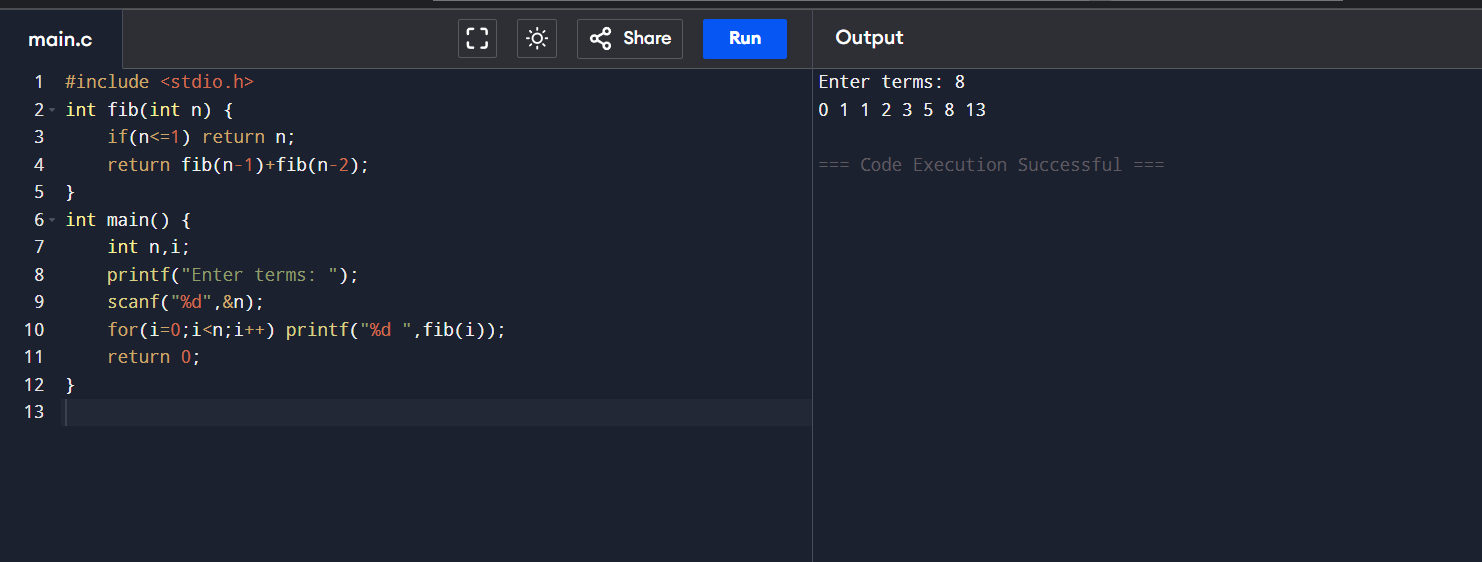 main.c
Share
Run
Output
1 #include <stdio.h>
2 int fib(int n) {
3     if(n<=1) return n;
4     return fib(n-1)+fib(n-2);
5 }
6 int main() {
7     int n,i;
8     printf("Enter terms: ");
9     scanf("%d",&n);
10     for(i=0;i<n;i++) printf("%d ",fib(i));
11     return 0;
12 }
13
Enter terms: 8
0 1 1 2 3 5 8 13
=== Code Execution Successful ===